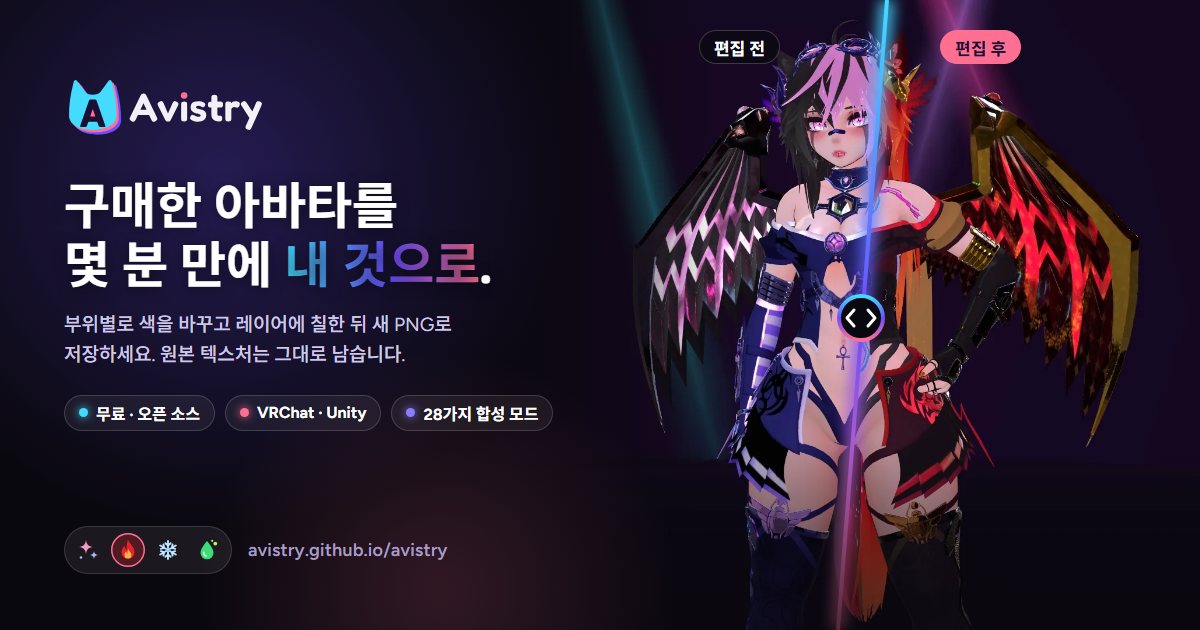 편집 전
편집 후
Avistry
구매한 아바타를
몇 분 만에 내 것으로.
부위별로 색을 바꾸고 레이어에 칠한 뒤 새 PNG로
저장하세요. 원본 텍스처는 그대로 남습니다.
무료 · 오픈 소스
VRChat · Unity
28가지 합성 모드
avistry.github.io/avistry